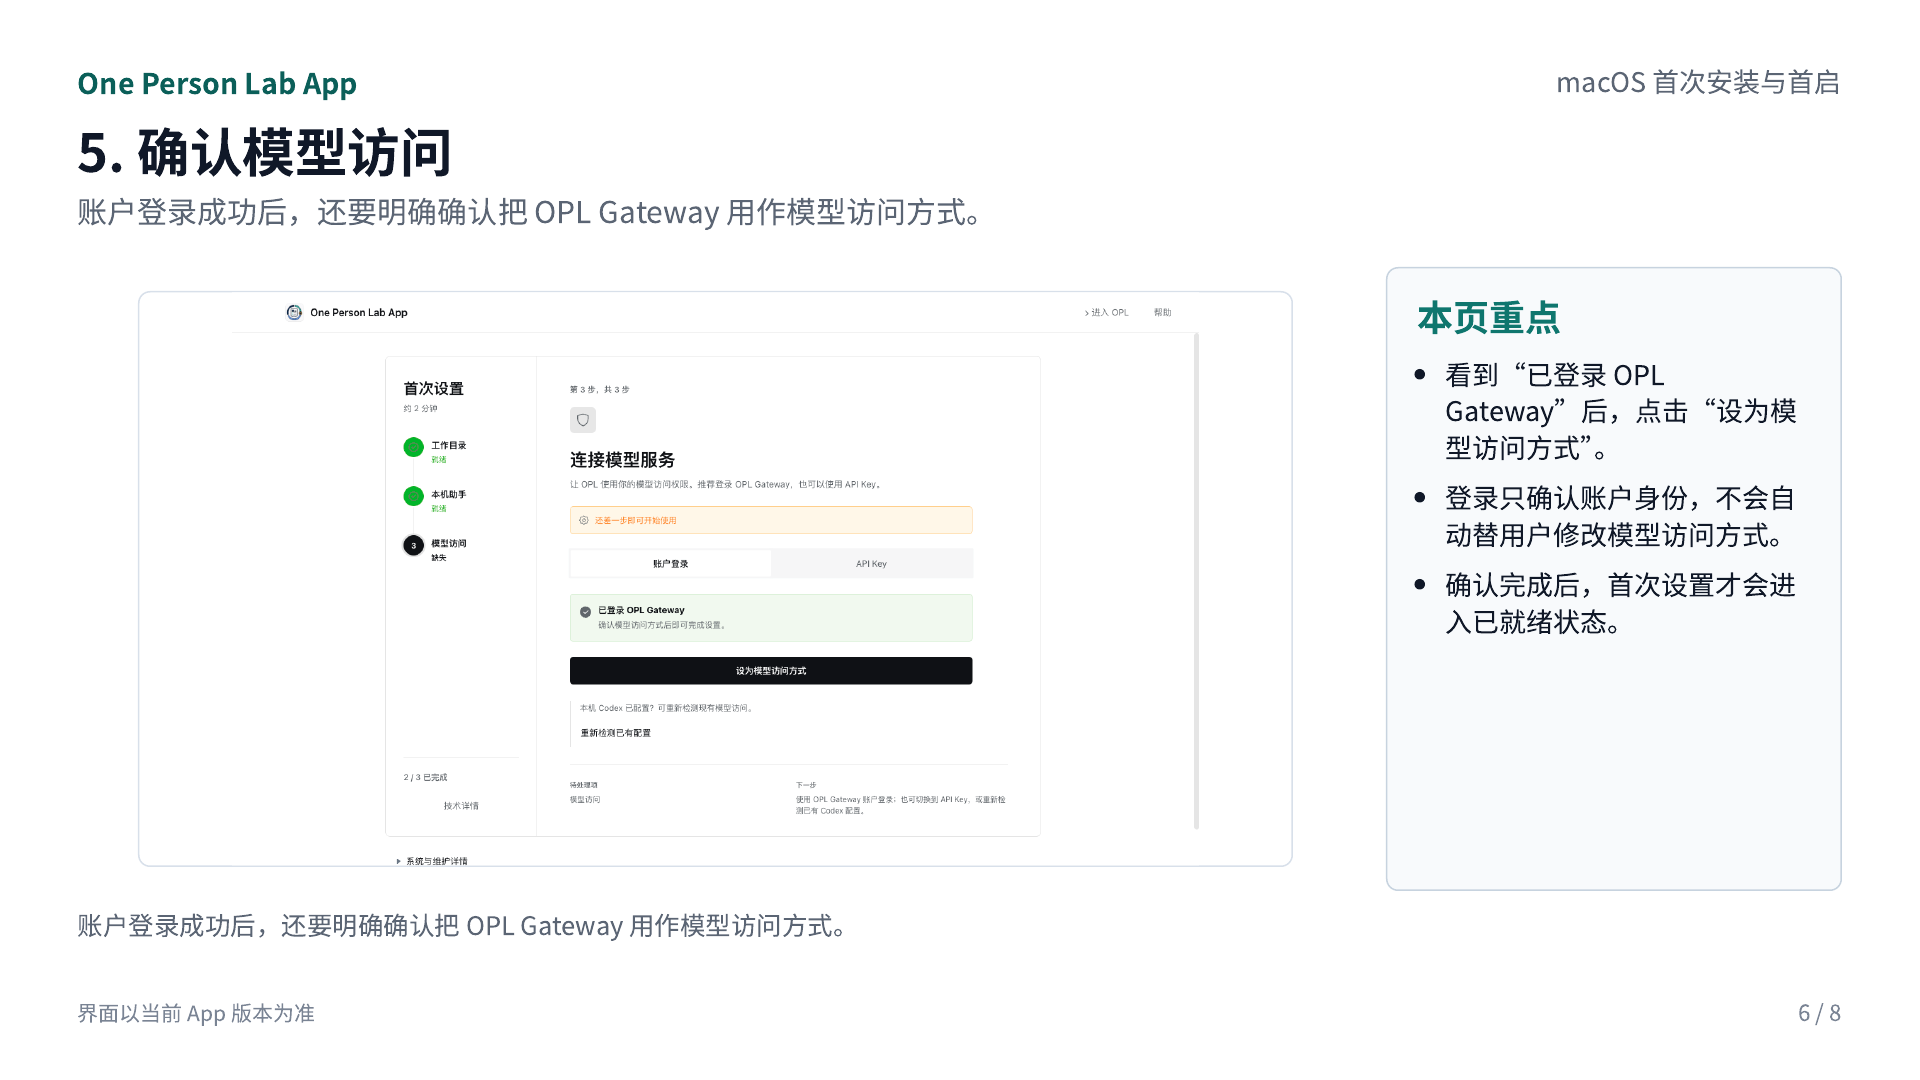 One Person Lab App
macOS 首次安装与首启
5. 确认模型访问
账户登录成功后，还要明确确认把 OPL Gateway 用作模型访问方式。
One Person Lab App
› 进入 OPL
帮助
首次设置
约 2 分钟
工作目录
就绪
本机助手
就绪
3
模型访问
缺失
2 / 3 已完成
技术详情
第 3 步，共 3 步
连接模型服务
让 OPL 使用你的模型访问权限。推荐登录 OPL Gateway，也可以使用 API Key。
还差一步即可开始使用
账户登录
API Key
已登录 OPL Gateway
确认模型访问方式后即可完成设置。
设为模型访问方式
本机 Codex 已配置？可重新检测现有模型访问。
重新检测已有配置
待处理项
模型访问
下一步
使用 OPL Gateway 账户登录；也可切换到 API Key，或重新检
测已有 Codex 配置。
系统与维护详情
本页重点
• 看到“已登录 OPL
Gateway”后，点击“设为模
型访问方式”。
• 登录只确认账户身份，不会自
动替用户修改模型访问方式。
• 确认完成后，首次设置才会进
入已就绪状态。
账户登录成功后，还要明确确认把 OPL Gateway 用作模型访问方式。
界面以当前 App 版本为准
6 / 8